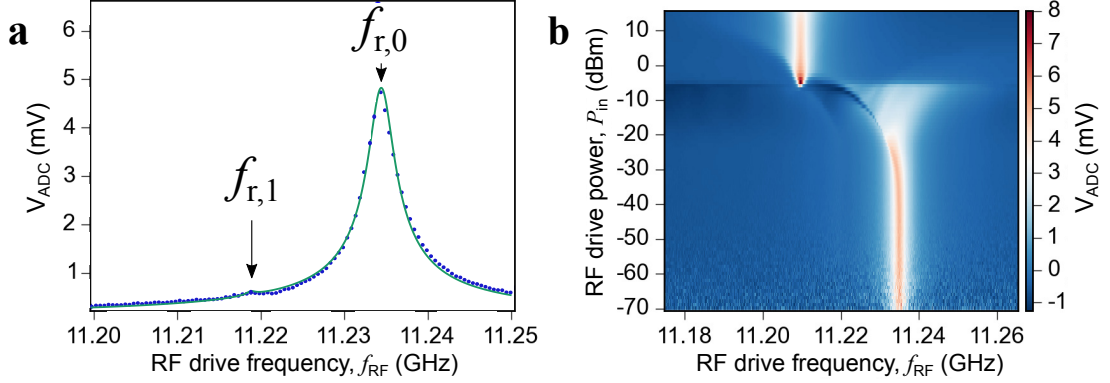 a
V_ADC (mV)
6
5
4
3
2
1
f_r,0
f_r,1
11.20 11.21 11.22 11.23 11.24 11.25
RF drive frequency, f_RF (GHz)
b
RF drive power, P_in (dBm)
10
0
-10
-20
-30
-40
-50
-60
-70
11.18 11.20 11.22 11.24 11.26
RF drive frequency, f_RF (GHz)
8
7
6
5
4
3
2
1
0
-1
V_ADC (mV)